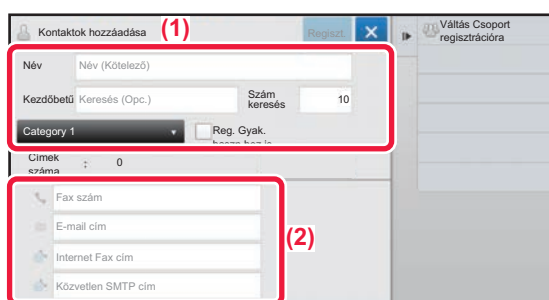 Kontaktok hozzáadása
(1)
Regiszt.
Váltás Csoport
regisztrációra
Név
Név (Kötelező)
Kezdőbetű
Keresés (Opc.)
Szám
keresés
10
Category 1
Reg. Gyak.
Címek
száma
:
0
Fax szám
E-mail cím
(2)
Internet Fax cím
Közvetlen SMTP cím